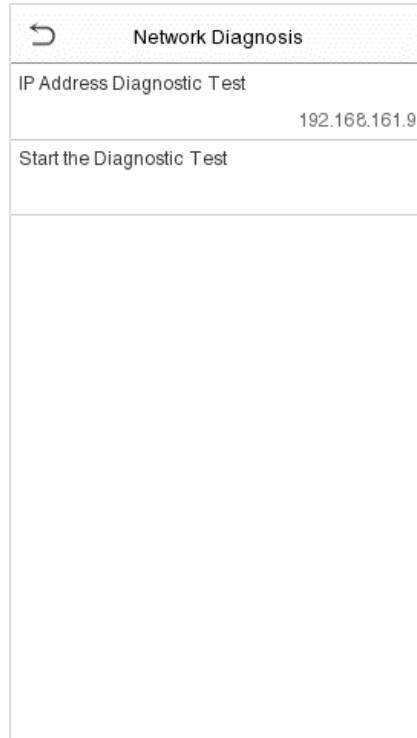 Network Diagnosis
IP Address Diagnostic Test
192.168.161.9
Start the Diagnostic Test